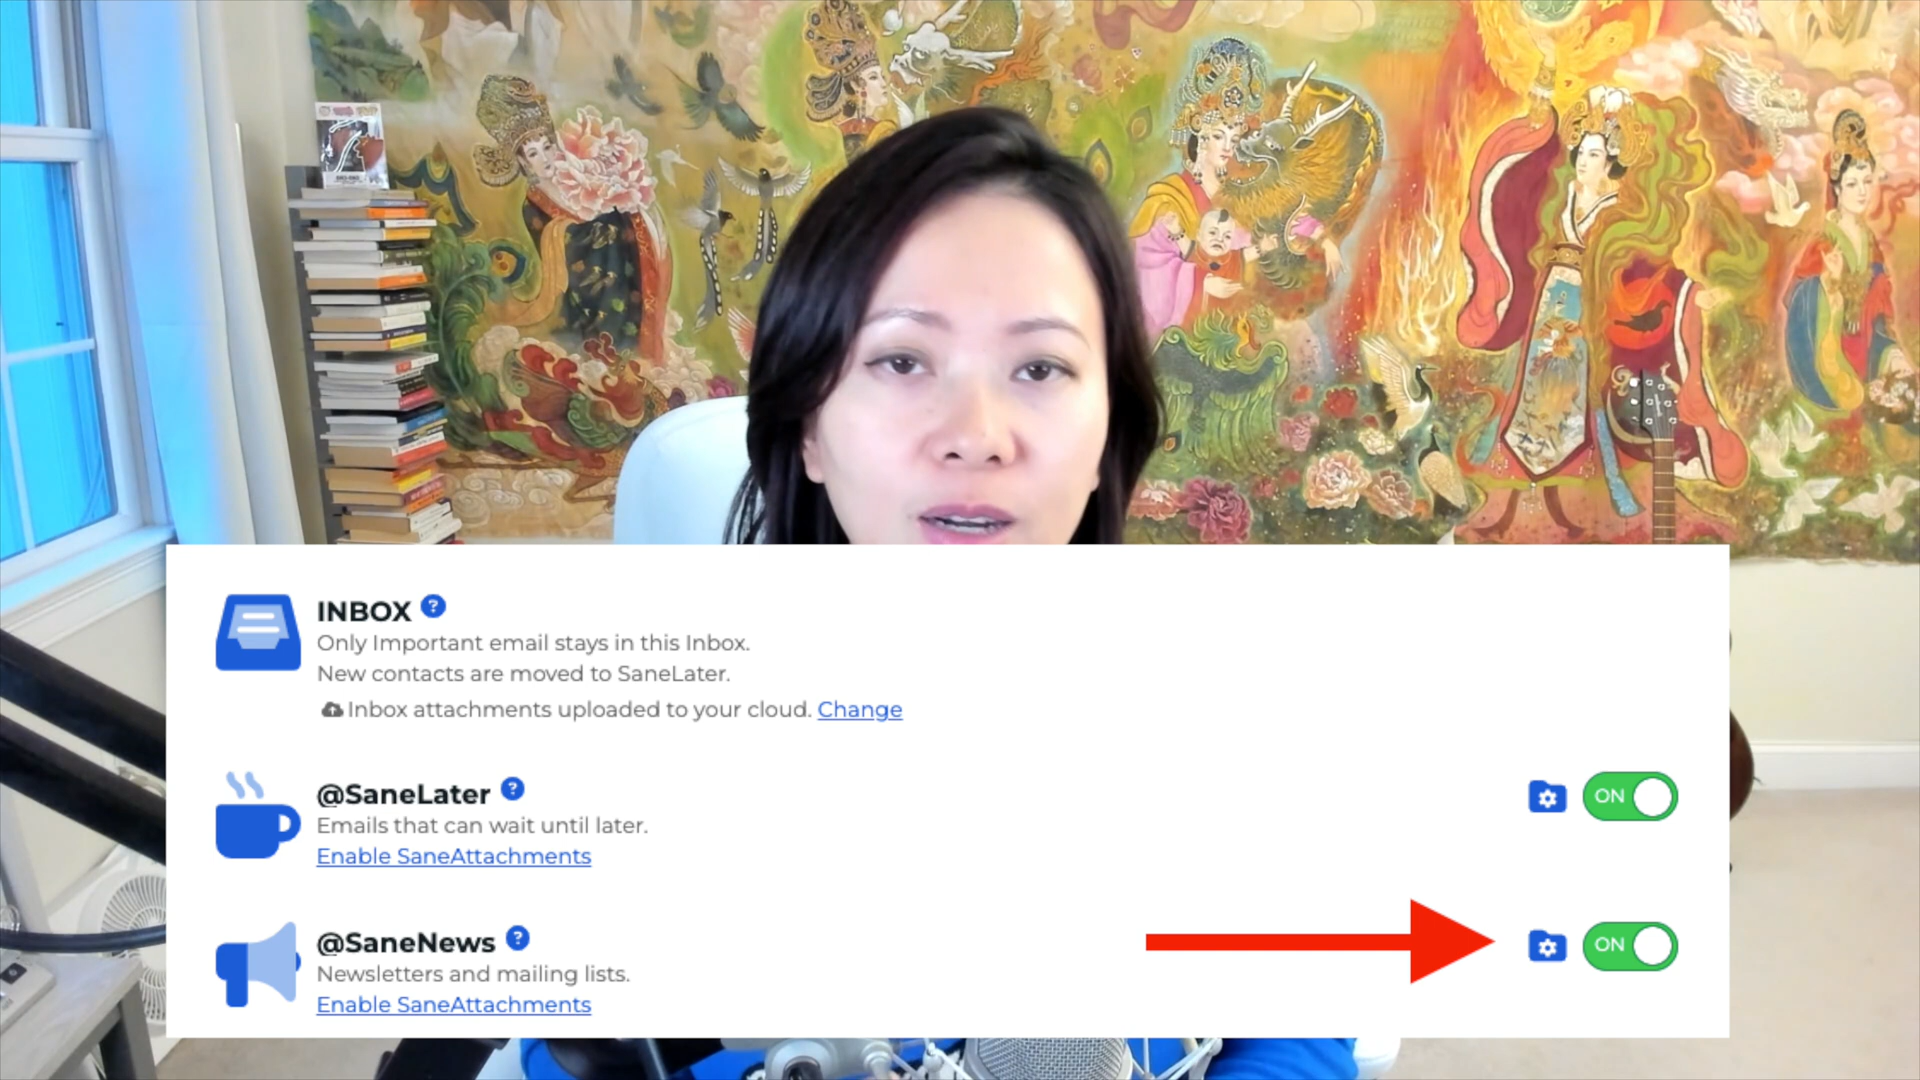 INBOX ?
Only Important email stays in this Inbox.
New contacts are moved to SaneLater.
Inbox attachments uploaded to your cloud. Change
@SaneLater ?
Emails that can wait until later.
Enable SaneAttachments
ON
@SaneNews ?
Newsletters and mailing lists.
Enable SaneAttachments
ON